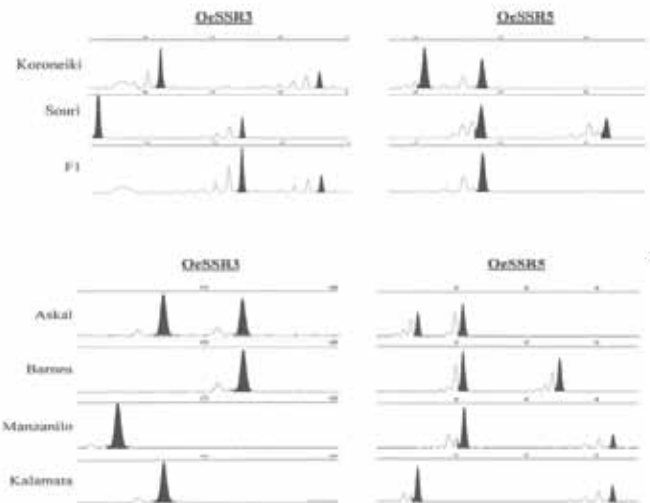 OeSSR3 OeSSR5
Koroneiki
Souri
F1
OeSSR3 OeSSR5
Askal
Barnea
Manzanilo
Kalamata